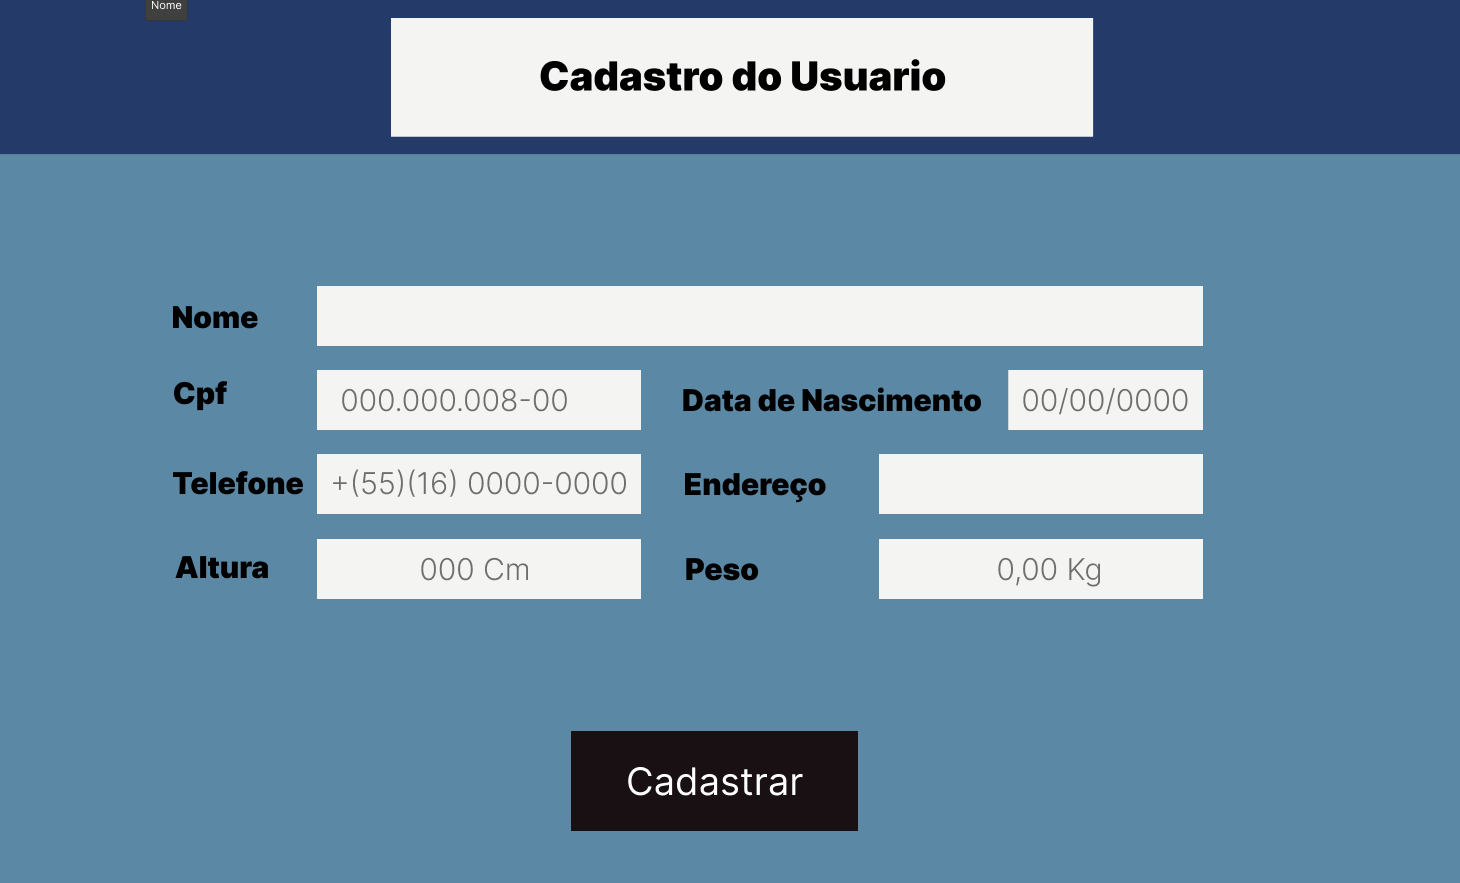 Nome
Cadastro do Usuario
Nome
Cpf 000.000.008-00 Data de Nascimento 00/00/0000
Telefone +(55)(16) 0000-0000 Endereço
Altura 000 Cm Peso 0,00 Kg
Cadastrar